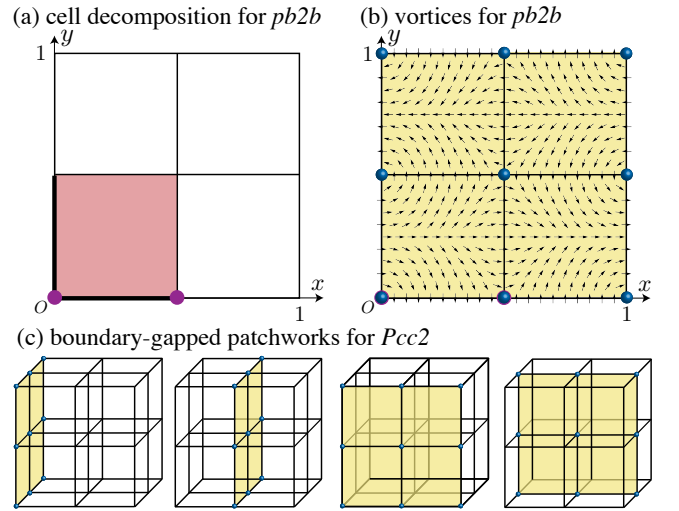 (a) cell decomposition for pb2b
(b) vortices for pb2b
y
1
x
O
1
y
1
x
O
1
(c) boundary-gapped patchworks for Pcc2